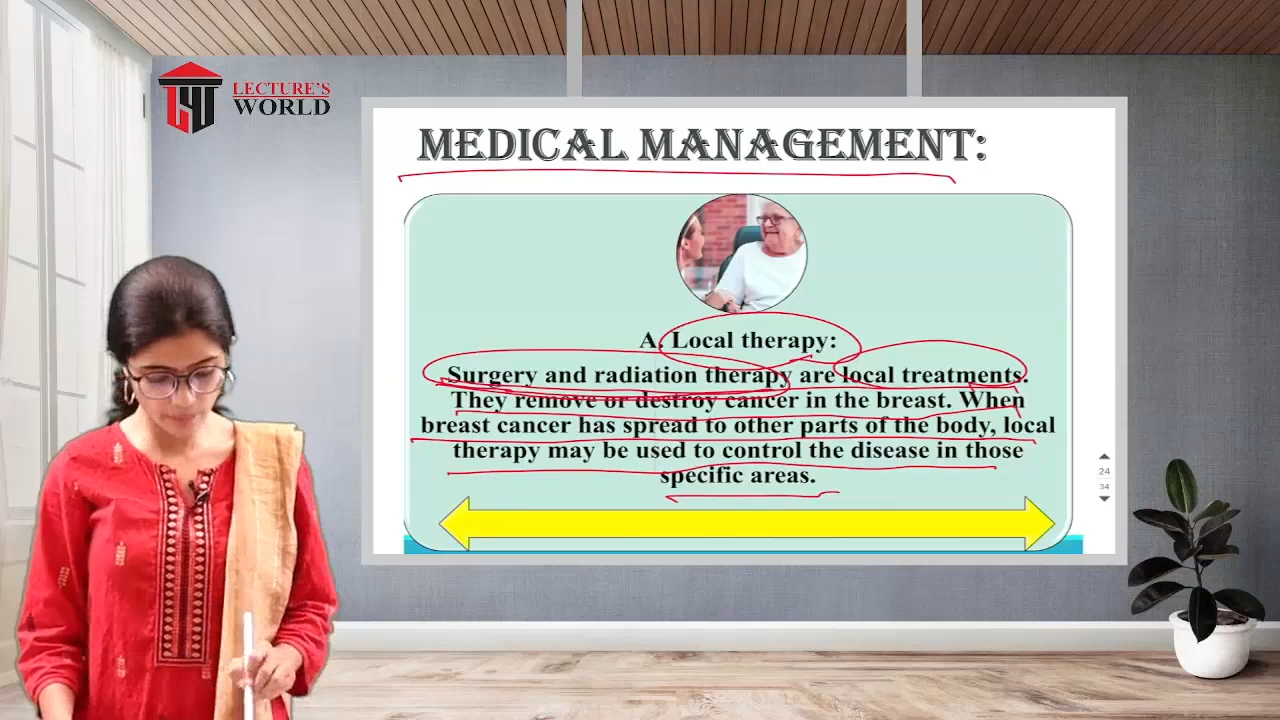 LECTURE'S
WORLD
MEDICAL MANAGEMENT:
A. Local therapy:
Surgery and radiation therapy are local treatments.
They remove or destroy cancer in the breast. When
breast cancer has spread to other parts of the body, local
therapy may be used to control the disease in those
specific areas.
24
34